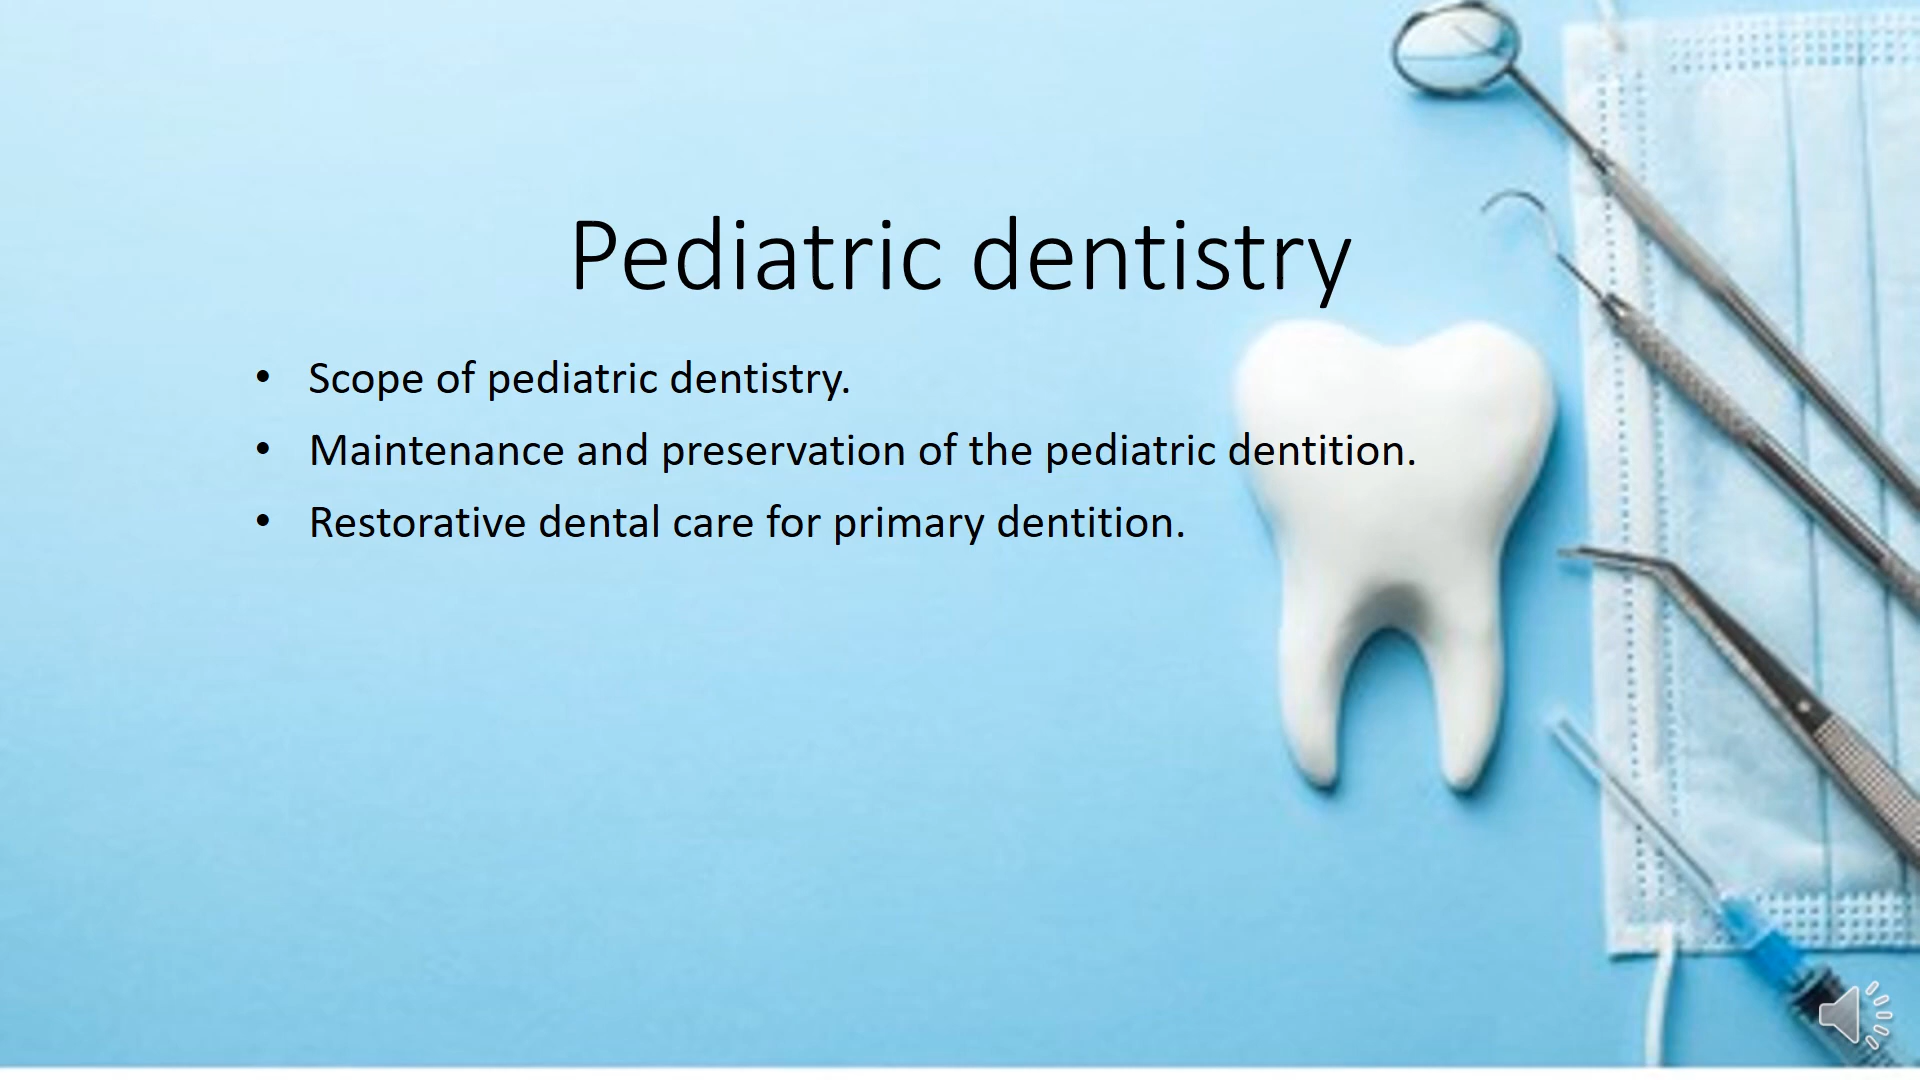 Pediatric dentistry
• Scope of pediatric dentistry.
• Maintenance and preservation of the pediatric dentition.
• Restorative dental care for primary dentition.